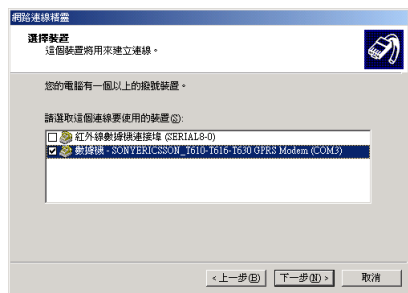 網路連線精靈
選擇裝置
這個裝置將用來建立連線。
您的電腦有一個以上的撥號裝置。
請選取這個連線要使用的裝置(S):
紅外線數據機連接埠 (SERIAL8-0)
數據機 - SONYERICSSON_T610-T616-T630 GPRS Modem (COM3)
<上一步(B) 下一步(N)> 取消